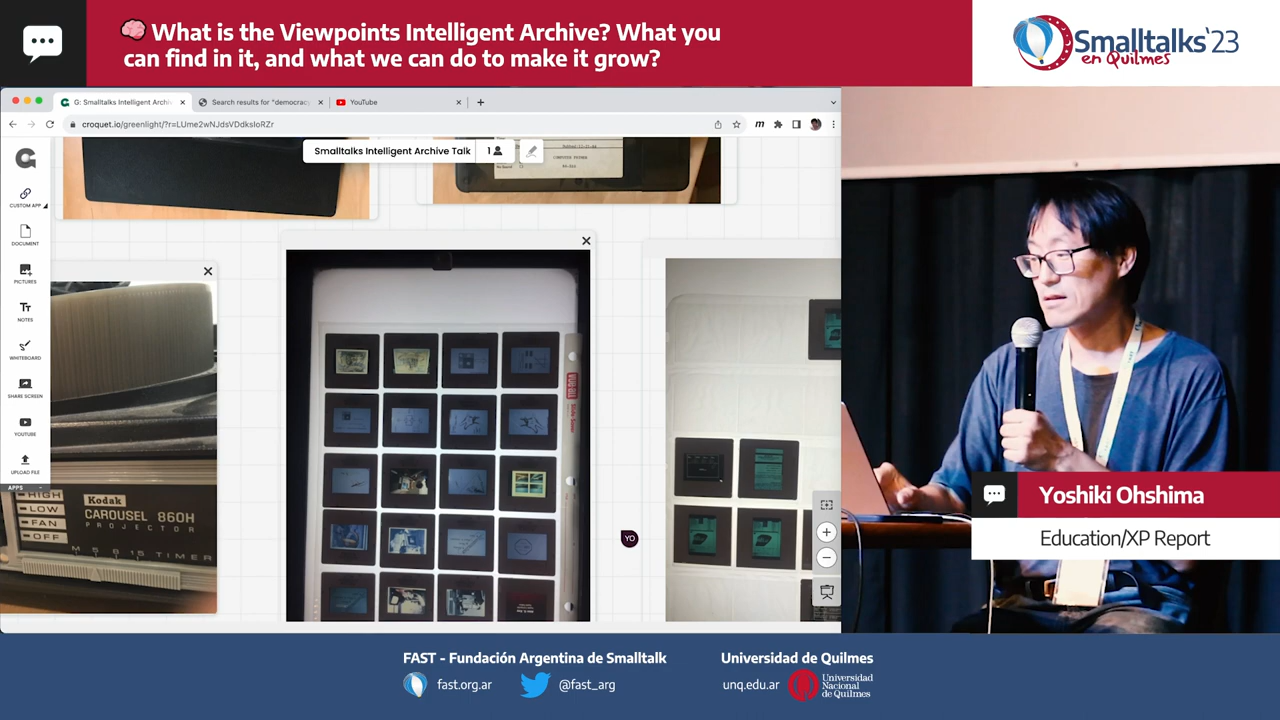 What is the Viewpoints Intelligent Archive? What you
can find in it, and what we can do to make it grow?
Smalltalks'23
en Quilmes
G: Smalltalks Intelligent Archi
Search results for "democrac
YouTube
croquet.io/greenlight/?r=LUme2wNJdsVDdksIoRZr
Smalltalks Intelligent Archive Talk
1
CUSTOM APP
DOCUMENT
PICTURES
NOTES
WHITEBOARD
SHARE SCREEN
YOUTUBE
UPLOAD FILE
APPS
HIGH
LOW
FAN
OFF
Kodak
CAROUSEL 860H
PROJECTOR
M S 8 15 TIMER
YO
Yoshiki Ohshima
Education/XP Report
FAST - Fundación Argentina de Smalltalk
fast.org.ar
@fast_arg
Universidad de Quilmes
unq.edu.ar
Universidad
Nacional
de Quilmes